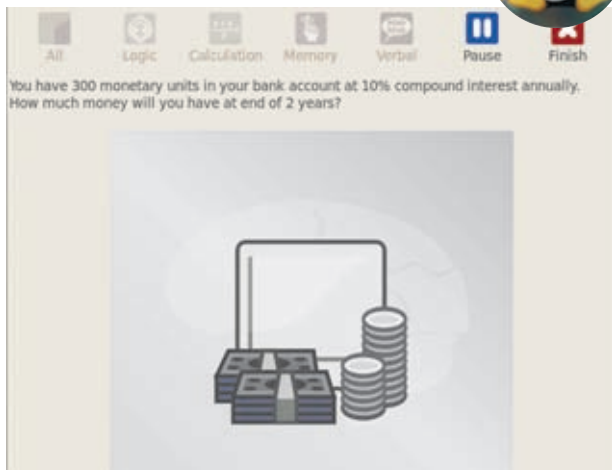 All Logic Calculation Memory Verbal Pause Finish
You have 300 monetary units in your bank account at 10% compound interest annually.
How much money will you have at end of 2 years?